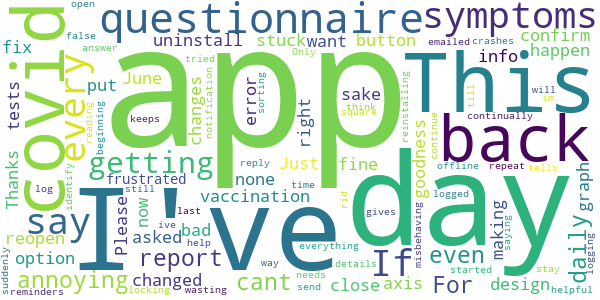 open
false
answer
emailed
crashes
questionnaire
symptoms
covid
every
fix
tests
uninstall
stuck
want
button
confirm
happen
tried
Only
think
square
info
will
im
till
reinstalling
app
This
June
put
beginning
reading
identify
changes
notification
error
sorting
sake
right
keeps
continually
Thanks
getting
back
Just
fine
goodness
continue
offline
repeat
tells
log
frustrated
none
reply
time
rid
logged
I've
day
daily
graph
say
Please
still
now
vaccination
last
ive
help
asked
bad
everything
way
gives
misbehaving
If
even
making
saying
logging
reopen
report
option
changed
cant
needs
send
details
close
axis
For
started
design
stay
helpful
suddenly
reminders
annoying
locking
wasting